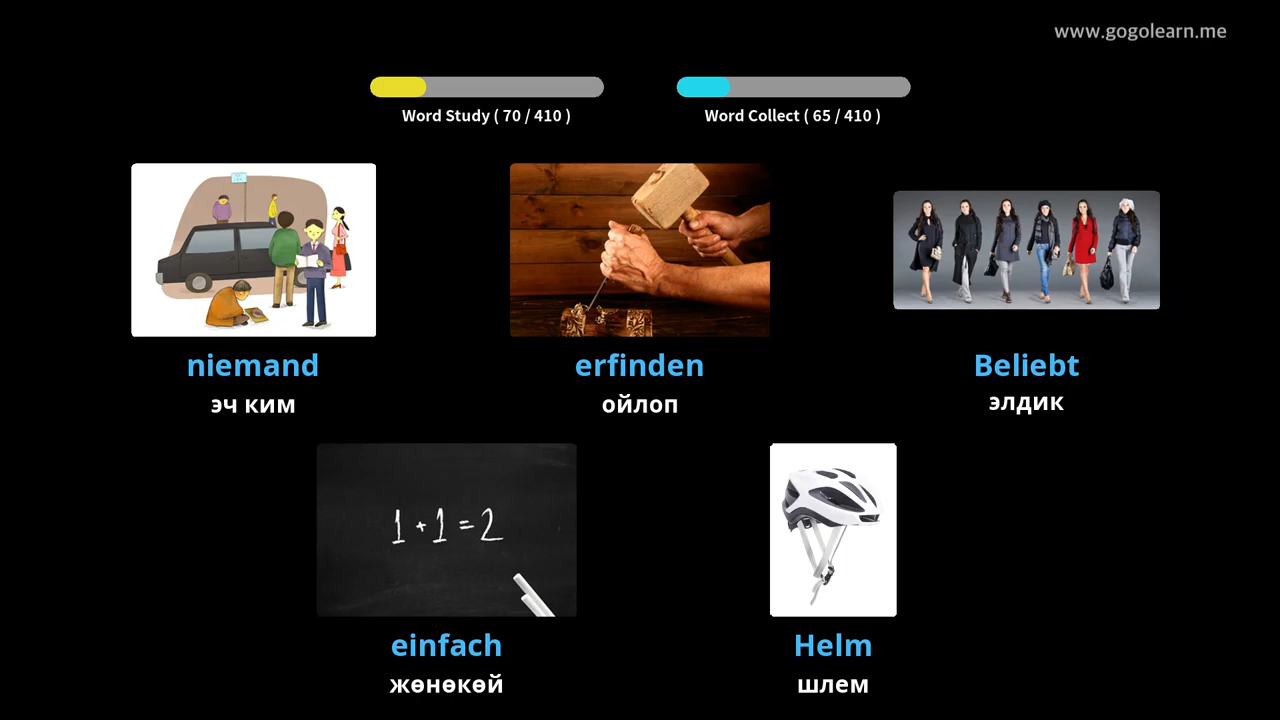 www.gogolearn.me
Word Study ( 70 / 410 )
Word Collect ( 65 / 410 )
niemand
эч ким
erfinden
ойлоп
Beliebt
элдик
1 + 1 = 2
einfach
жөнөкөй
Helm
шлем